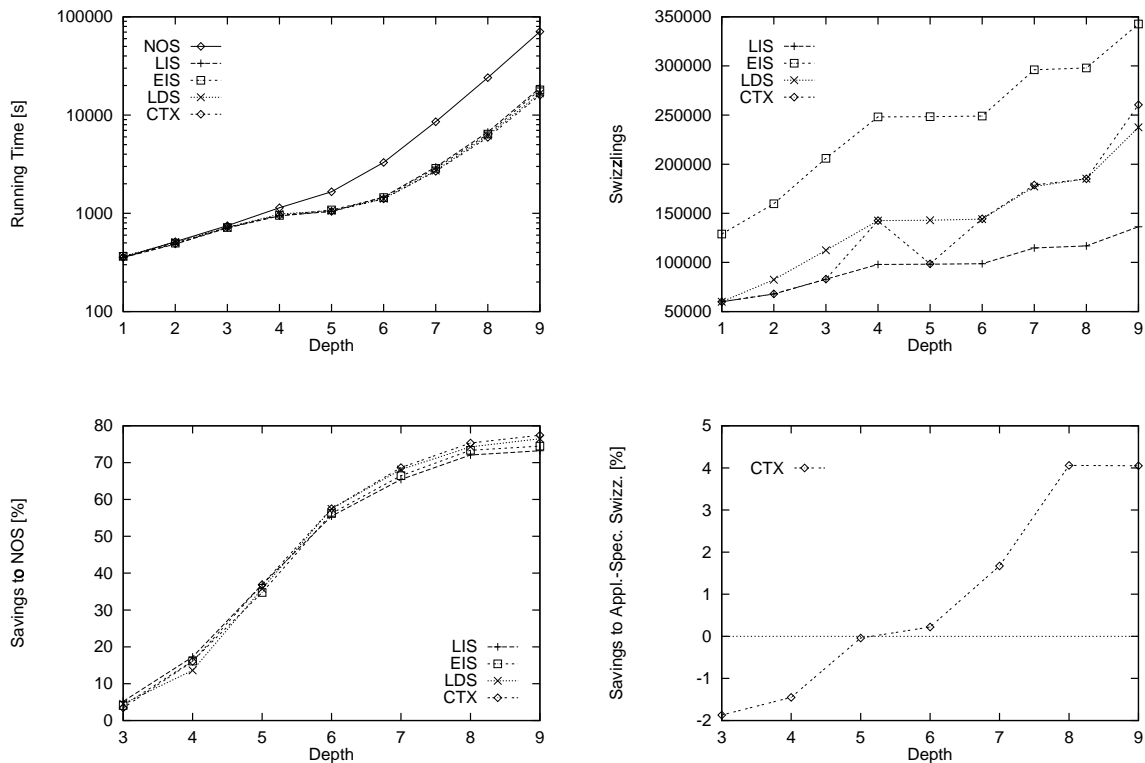 100000
10000
1000
100
Running Time [s]
NOS
LIS
EIS
LDS
CTX
1 2 3 4 5 6 7 8 9
Depth
350000
300000
250000
200000
150000
100000
50000
Swizzlings
LIS
EIS
LDS
CTX
1 2 3 4 5 6 7 8 9
Depth
80
70
60
50
40
30
20
10
0
Savings to NOS [%]
LIS
EIS
LDS
CTX
3 4 5 6 7 8 9
Depth
5
4
3
2
1
0
-1
-2
Savings to Appl.-Spec. Swizz. [%]
CTX
3 4 5 6 7 8 9
Depth